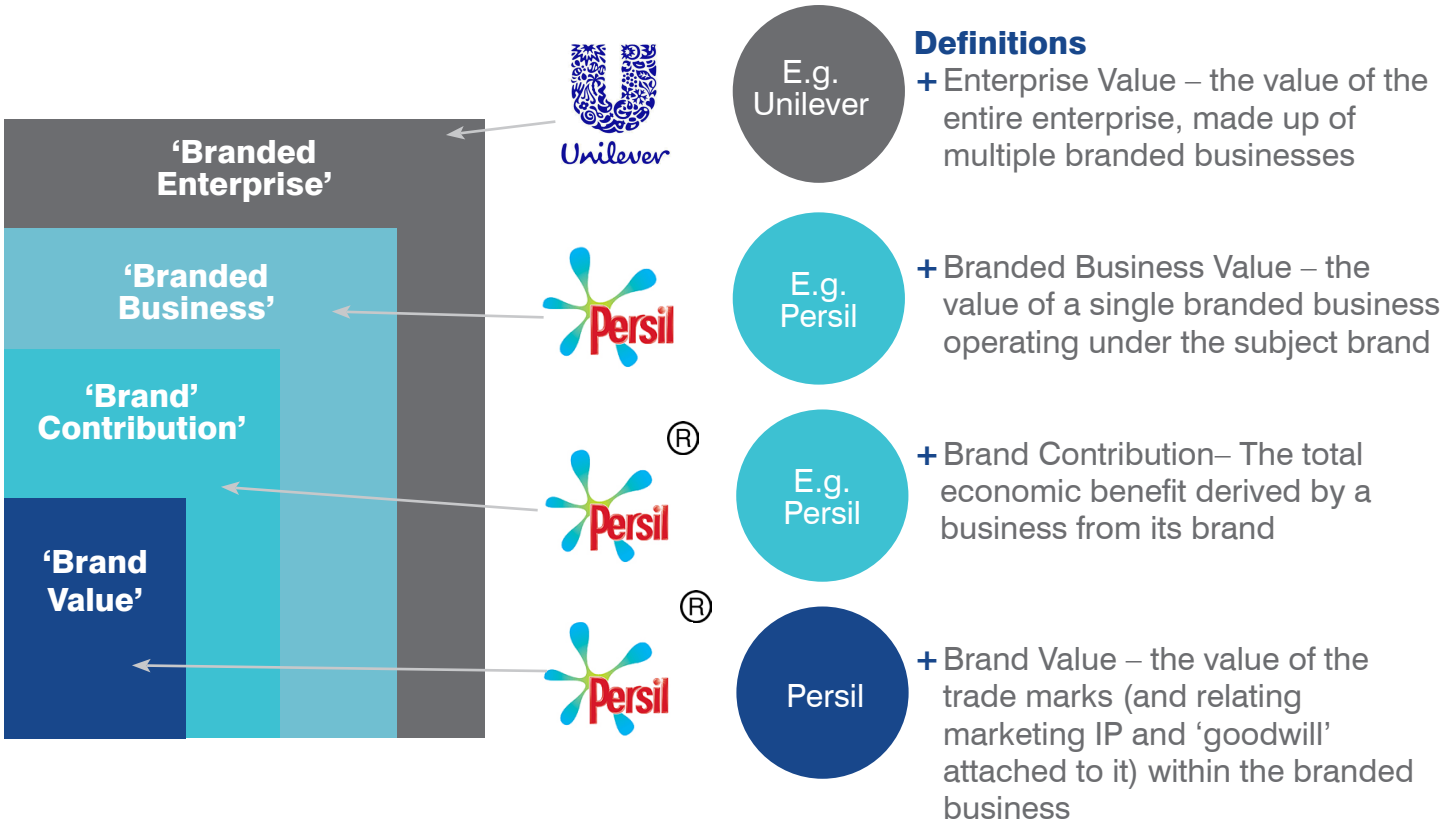 ‘Branded
Enterprise’
‘Branded
Business’
‘Brand’
Contribution’
‘Brand
Value’
Unilever
Persil
®
Persil
®
Persil
E.g.
Unilever
E.g.
Persil
E.g.
Persil
Persil
Definitions
+ Enterprise Value – the value of the
entire enterprise, made up of
multiple branded businesses
+ Branded Business Value – the
value of a single branded business
operating under the subject brand
+ Brand Contribution– The total
economic benefit derived by a
business from its brand
+ Brand Value – the value of the
trade marks (and relating
marketing IP and ‘goodwill’
attached to it) within the branded
business